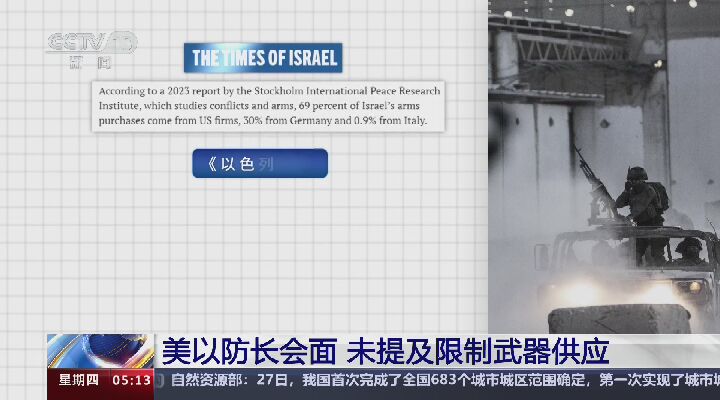 CCTV 13
新闻
THE TIMES OF ISRAEL
According to a 2023 report by the Stockholm International Peace Research
Institute, which studies conflicts and arms, 69 percent of Israel's arms
purchases come from US firms, 30% from Germany and 0.9% from Italy.
《以色列
美以防长会面 未提及限制武器供应
星期四 05:13 自然资源部：27日，我国首次完成了全国683个城市城区范围确定，第一次实现了城市城